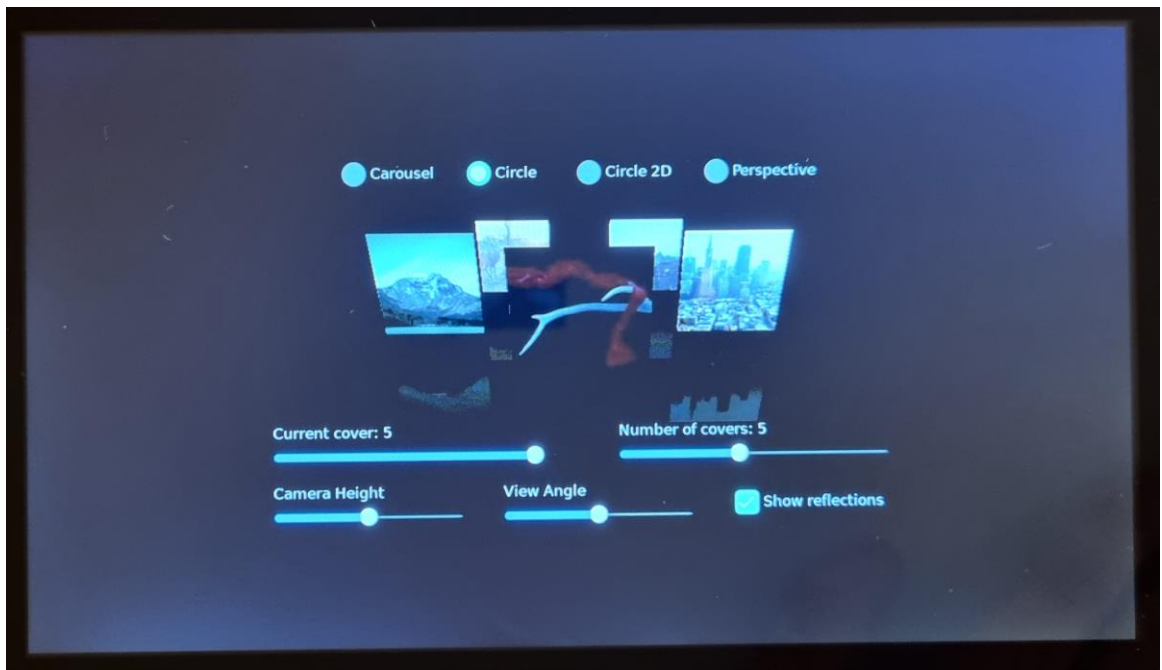 Carousel Circle Circle 2D Perspective
Current cover: 5 Number of covers: 5
Camera Height View Angle Show reflections